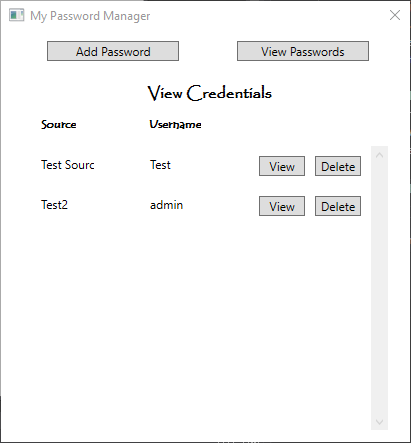 My Password Manager
Add Password View Passwords
View Credentials
Source Username
Test Sourc Test View Delete
Test2 admin View Delete